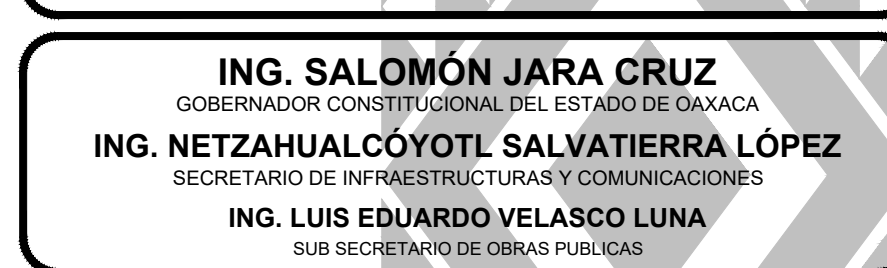 ING. SALOMÓN JARA CRUZ
GOBERNADOR CONSTITUCIONAL DEL ESTADO DE OAXACA
ING. NETZAHUALCÓYOTL SALVATIERRA LÓPEZ
SECRETARIO DE INFRAESTRUCTURAS Y COMUNICACIONES
ING. LUIS EDUARDO VELASCO LUNA
SUB SECRETARIO DE OBRAS PUBLICAS